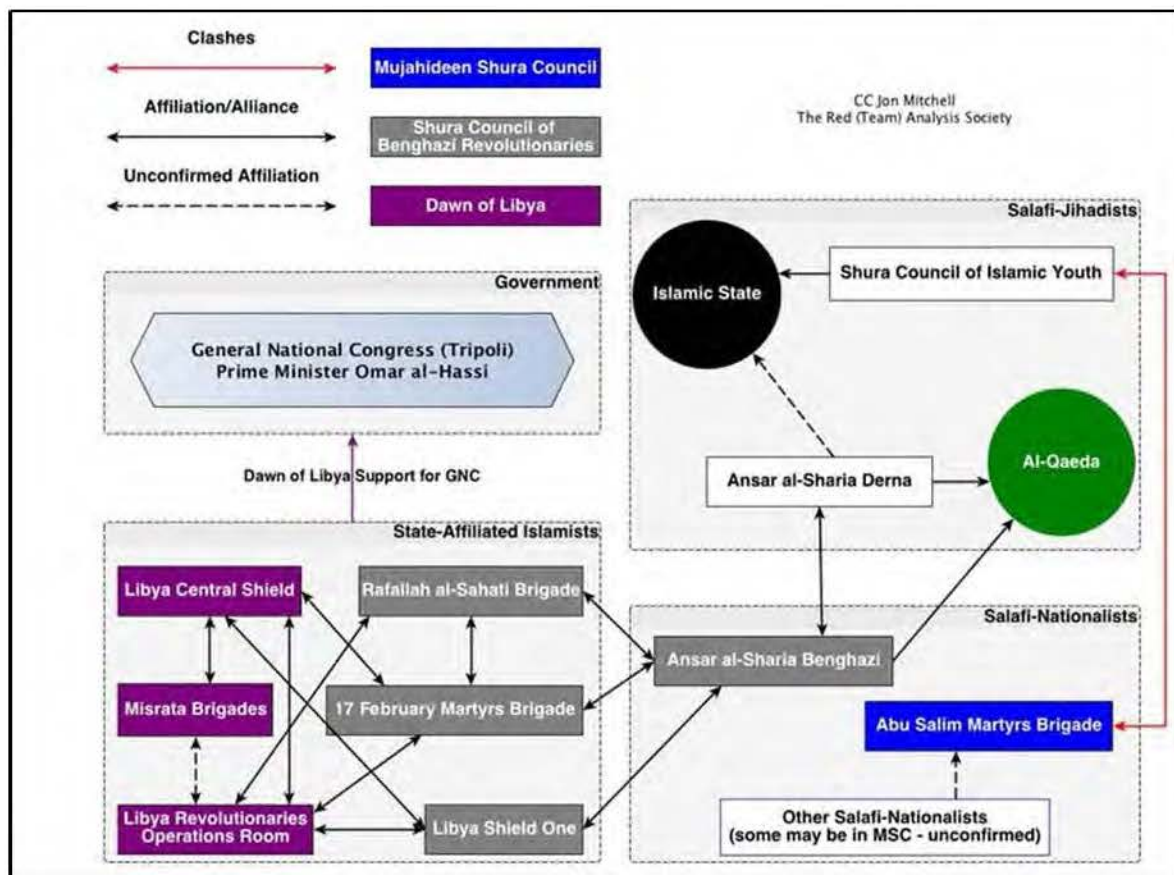 Clashes
Affiliation/Alliance
Unconfirmed Affiliation
Mujahideen Shura Council
Shura Council of
Benghazi Revolutionaries
Dawn of Libya
CC Jon Mitchell
The Red (Team) Analysis Society
Government
General National Congress (Tripoli)
Prime Minister Omar al-Hassi
Dawn of Libya Support for GNC
Salafi-Jihadists
Islamic State
Shura Council of Islamic Youth
Ansar al-Sharia Derna
Al-Qaeda
State-Affiliated Islamists
Libya Central Shield
Rafallah al-Sahati Brigade
Misrata Brigades
17 February Martyrs Brigade
Libya Revolutionaries
Operations Room
Libya Shield One
Salafi-Nationalists
Ansar al-Sharia Benghazi
Abu Salim Martyrs Brigade
Other Salafi-Nationalists
(some may be in MSC - unconfirmed)